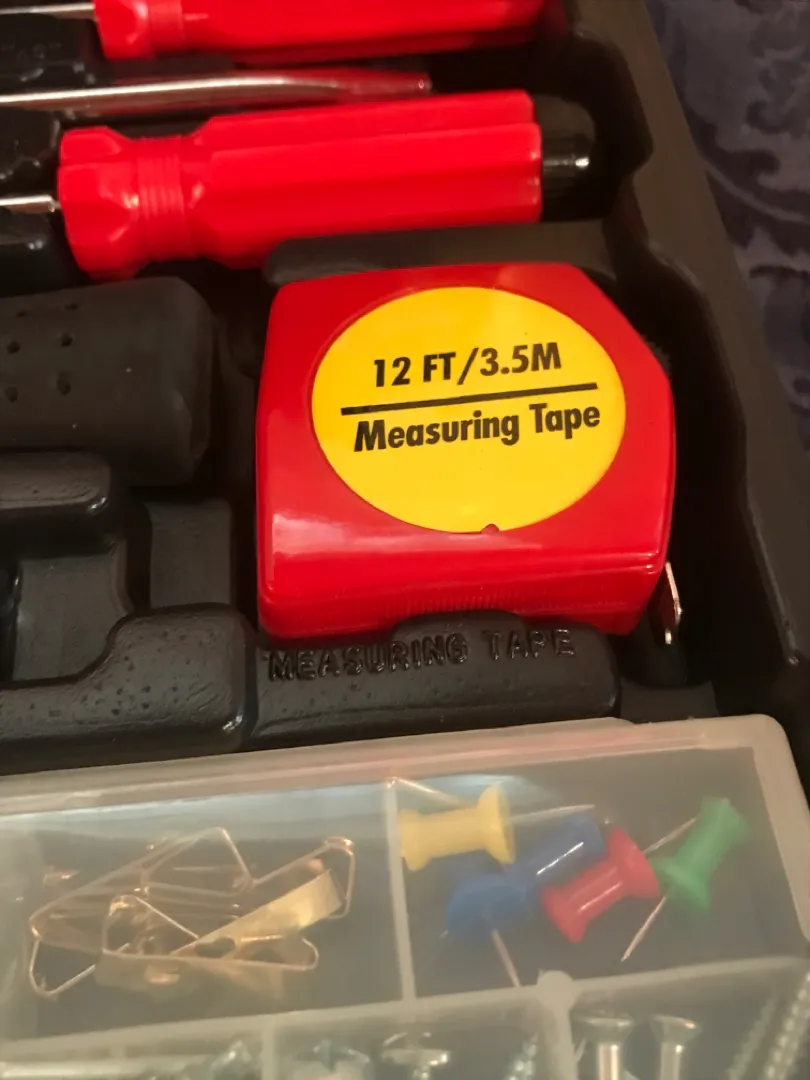 12 FT/3.5M
Measuring Tape
MEASURING TAPE